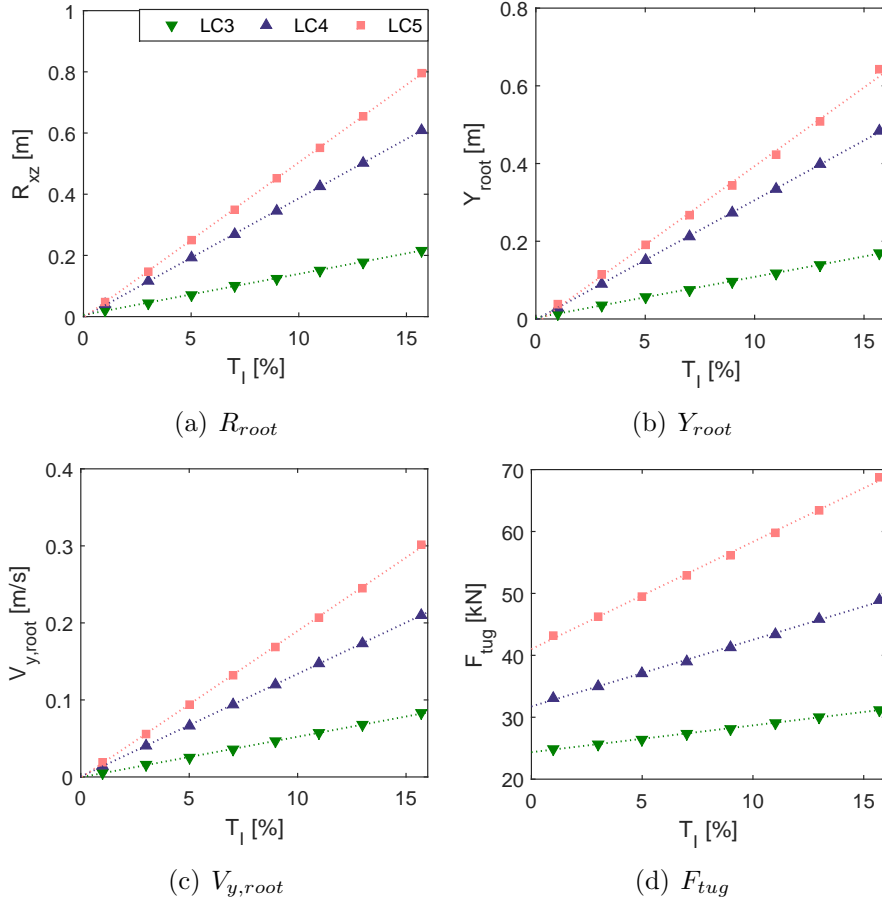 LC3 LC4 LC5
1
0.8
0.6
0.4
0.2
0
R_xz [m]
0 5 10 15
T_I [%]
(a) R_root
0.8
0.6
0.4
0.2
0
Y_root [m]
0 5 10 15
T_I [%]
(b) Y_root
0.4
0.3
0.2
0.1
0
V_y,root [m/s]
0 5 10 15
T_I [%]
(c) V_y,root
70
60
50
40
30
20
F_tug [kN]
0 5 10 15
T_I [%]
(d) F_tug